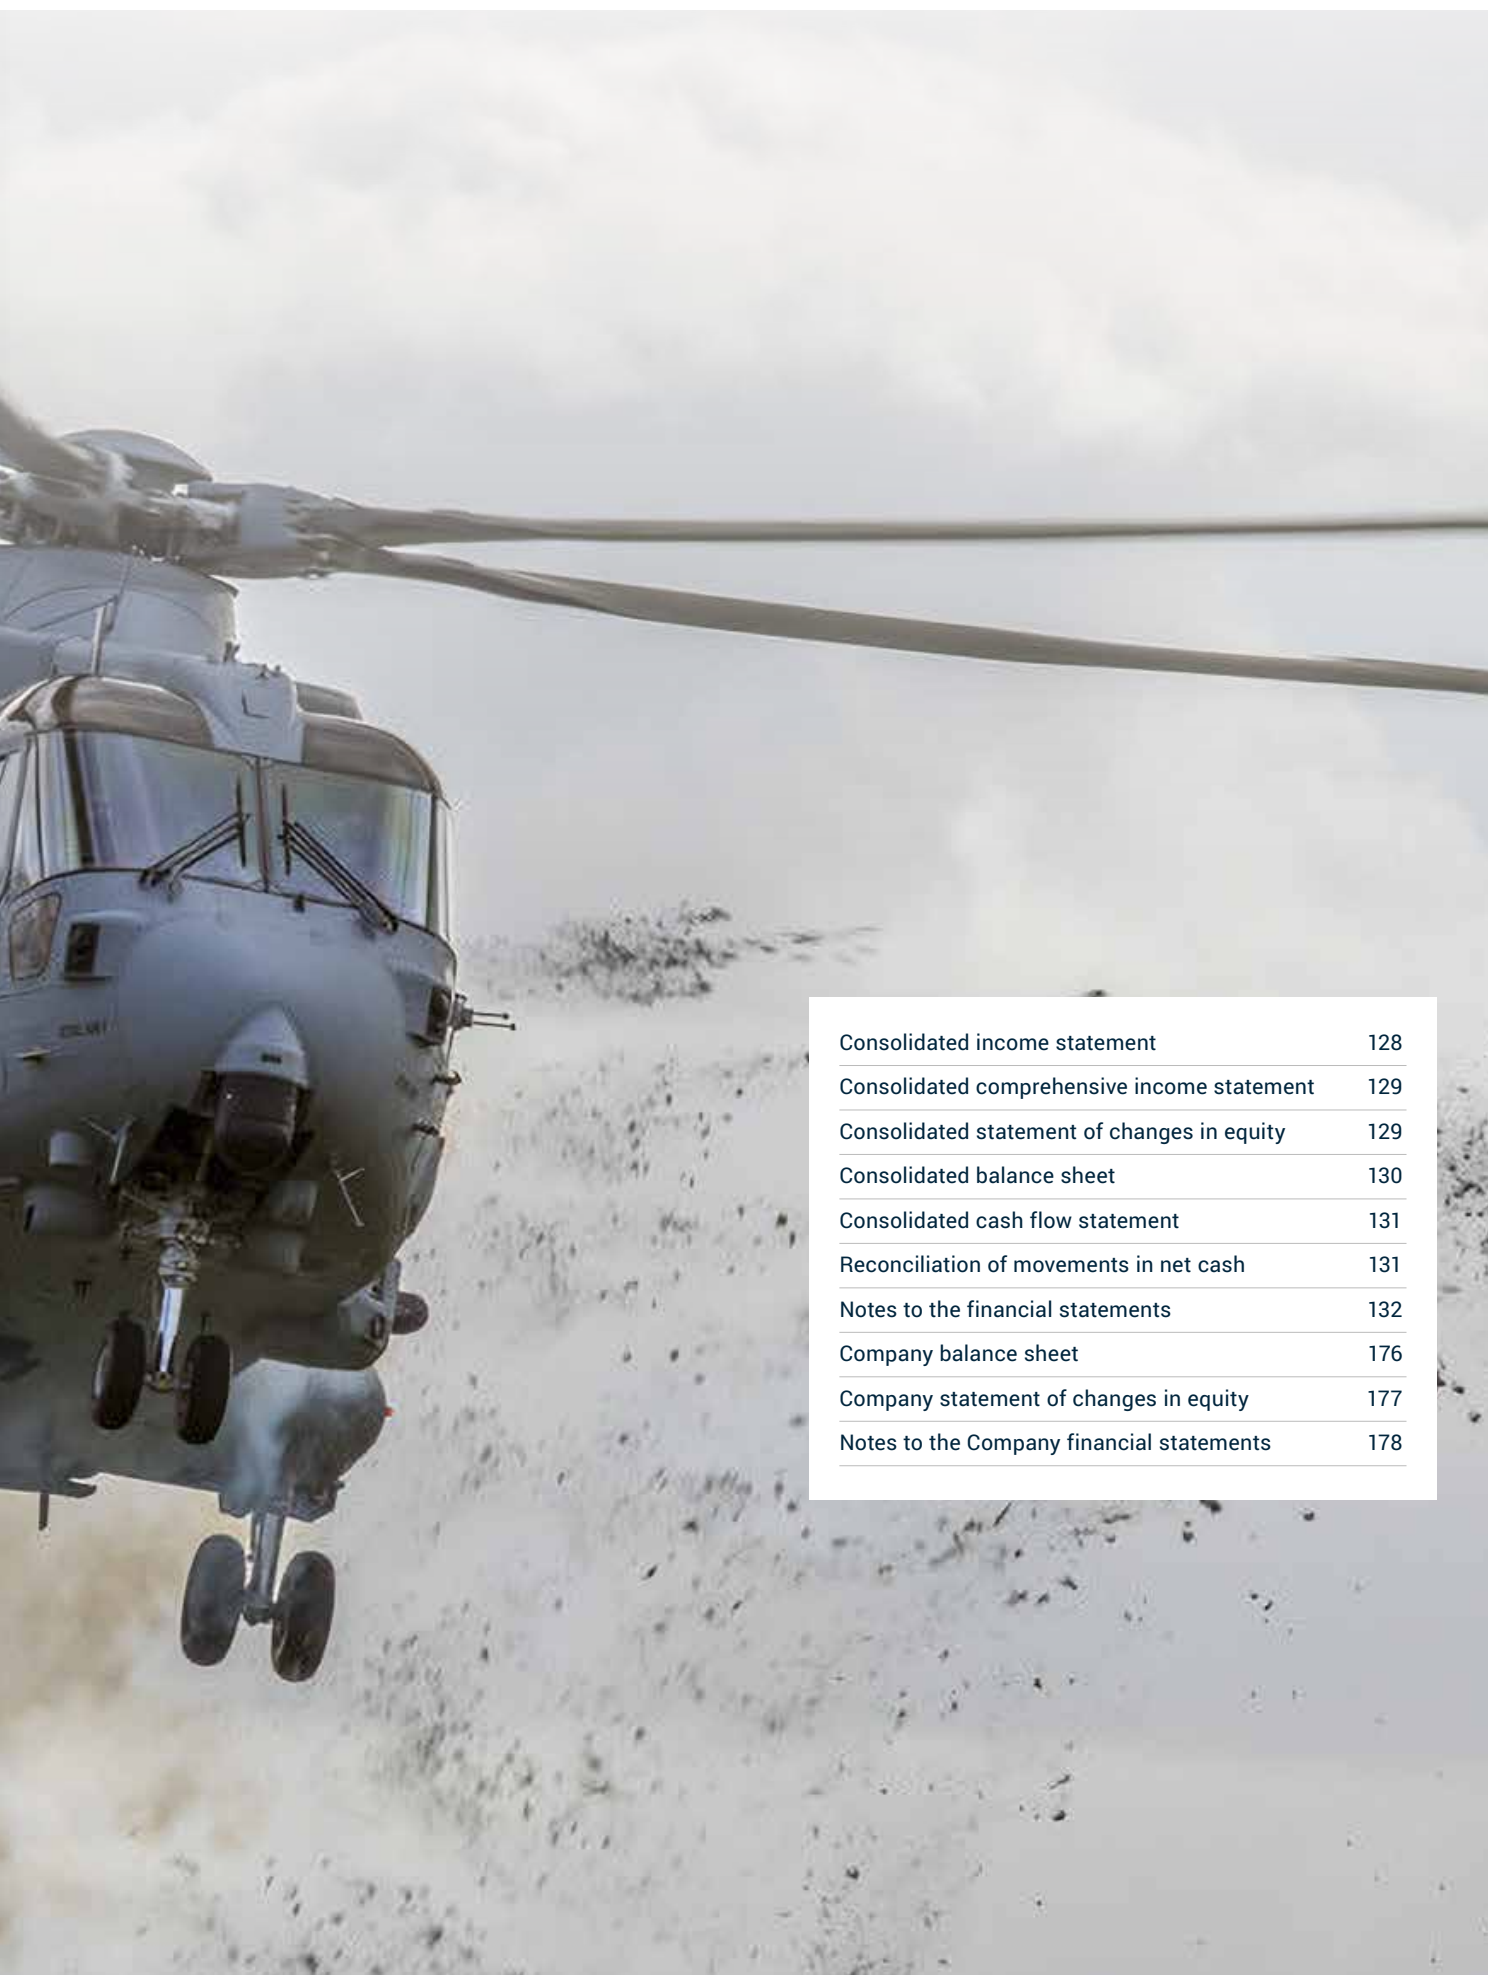 Consolidated income statement 128
Consolidated comprehensive income statement 129
Consolidated statement of changes in equity 129
Consolidated balance sheet 130
Consolidated cash flow statement 131
Reconciliation of movements in net cash 131
Notes to the financial statements 132
Company balance sheet 176
Company statement of changes in equity 177
Notes to the Company financial statements 178